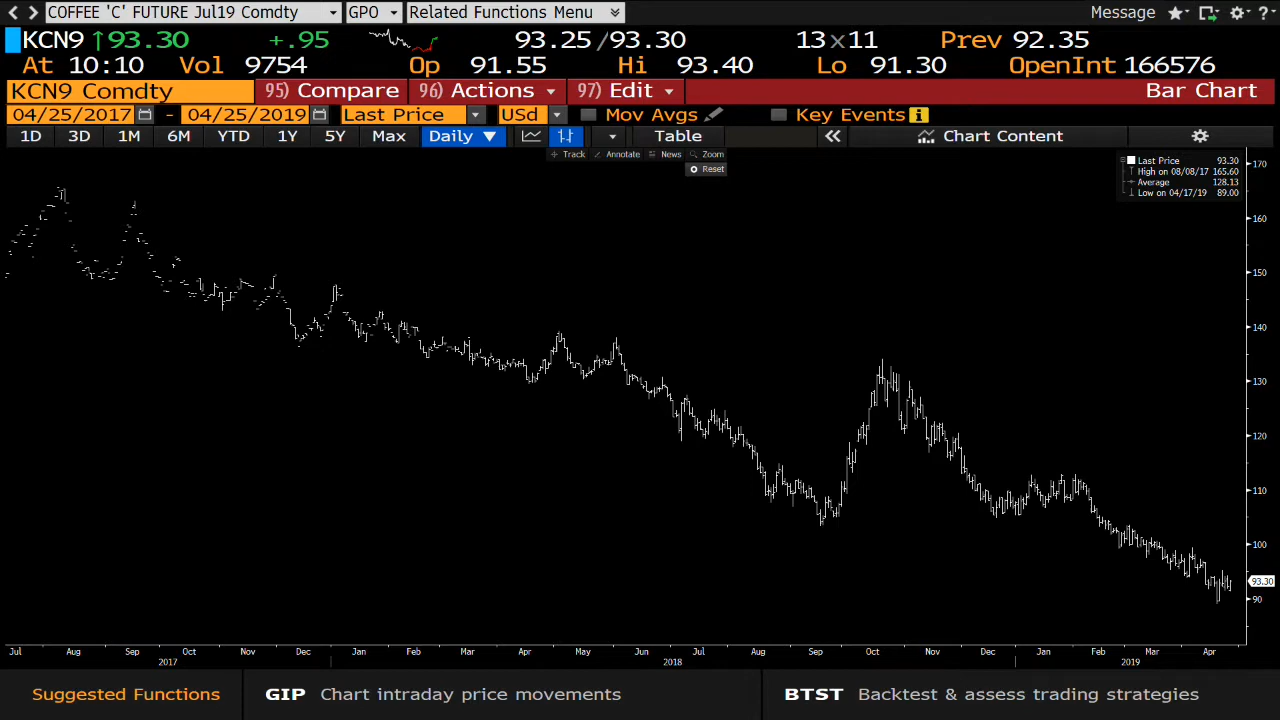 COFFEE 'C' FUTURE Jul19 Comdty GPO Related Functions Menu Message ?
KCN9 ↑93.30 +.95 93.25 /93.30 13x11 Prev 92.35
At 10:10 Vol 9754 Op 91.55 Hi 93.40 Lo 91.30 OpenInt 166576
KCN9 Comdty 95) Compare 96) Actions 97) Edit Bar Chart
04/25/2017 - 04/25/2019 Last Price USd Mov Avgs Key Events i
1D 3D 1M 6M YTD 1Y 5Y Max Daily ▼ Table « Chart Content
Track Annotate News Zoom
Reset
Last Price 93.30
High on 08/08/17 165.60
Average 128.13
Low on 04/17/19 89.00
170
160
150
140
130
120
110
100
93.30
90
Jul Aug Sep Oct Nov Dec Jan Feb Mar Apr May Jun Jul Aug Sep Oct Nov Dec Jan Feb Mar Apr
2017 2018 2019
Suggested Functions GIP Chart intraday price movements BTST Backtest & assess trading strategies